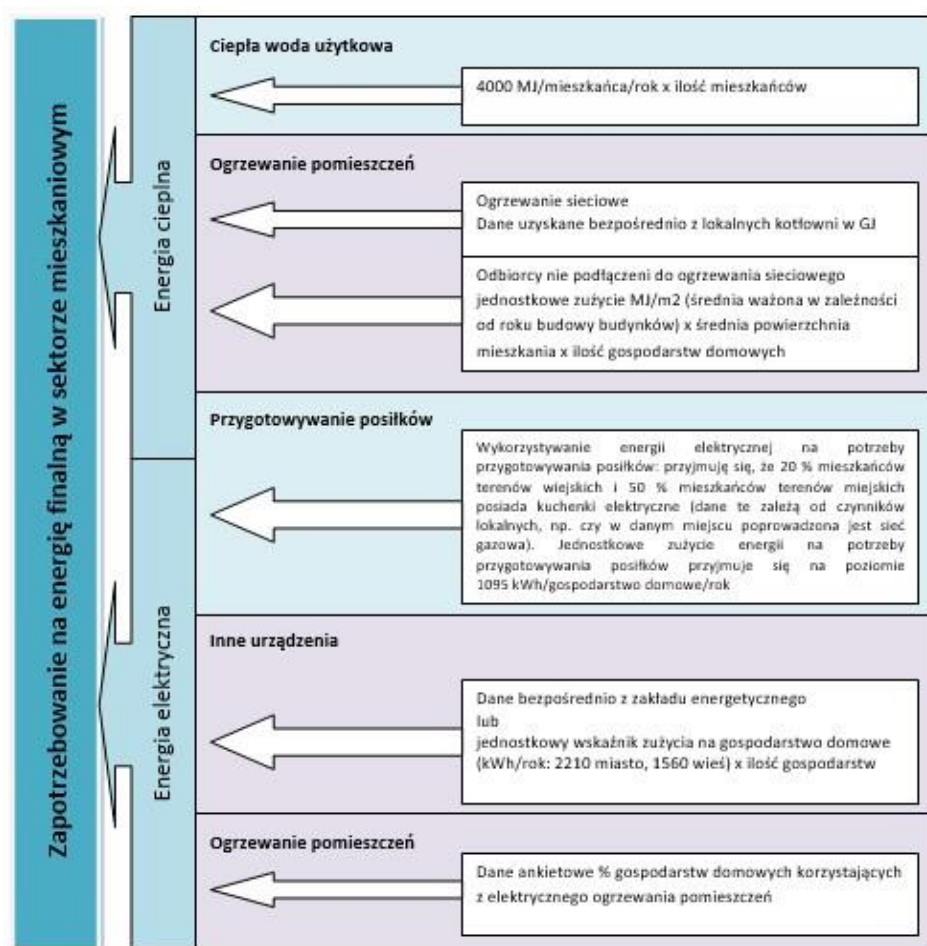 Zapotrzebowanie na energię finalną w sektorze mieszkaniowym
Energia cieplna
Ciepła woda użytkowa
4000 MJ/mieszkańca/rok x ilość mieszkańców
Ogrzewanie pomieszczeń
Ogrzewanie sieciowe
Dane uzyskane bezpośrednio z lokalnych kotłowni w GJ
Odbiorcy nie podłączeni do ogrzewania sieciowego
jednostkowe zużycie MJ/m2 (średnia ważona w zależności
od roku budowy budynków) x średnia powierzchnia
mieszkania x ilość gospodarstw domowych
Przygotowywanie posiłków
Wykorzystywanie energii elektrycznej na potrzeby
przygotowywania posiłków: przyjmuję się, że 20 % mieszkańców
terenów wiejskich i 50 % mieszkańców terenów miejskich
posiada kuchenki elektryczne (dane te zależą od czynników
lokalnych, np. czy w danym miejscu poprowadzona jest sieć
gazowa). Jednostkowe zużycie energii na potrzeby
przygotowywania posiłków przyjmuje się na poziomie
1095 kWh/gospodarstwo domowe/rok
Energia elektryczna
Inne urządzenia
Dane bezpośrednio z zakładu energetycznego
lub
jednostkowy wskaźnik zużycia na gospodarstwo domowe
(kWh/rok: 2210 miasto, 1560 wieś) x ilość gospodarstw
Ogrzewanie pomieszczeń
Dane ankietowe % gospodarstw domowych korzystających
z elektrycznego ogrzewania pomieszczeń